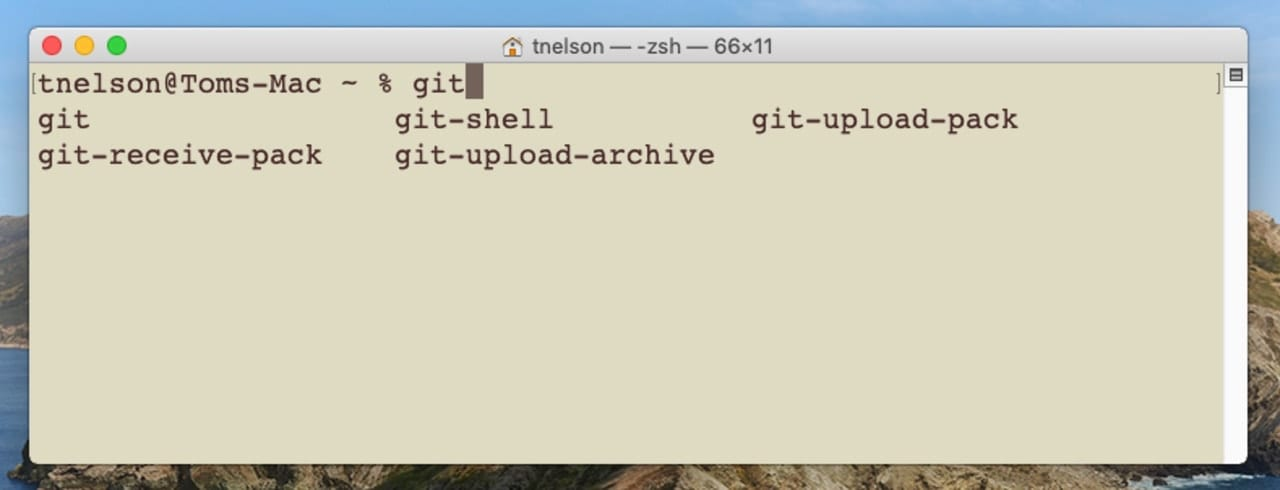 tnelson — -zsh — 66×11
[tnelson@Toms-Mac ~ % git ]
git git-shell git-upload-pack
git-receive-pack git-upload-archive